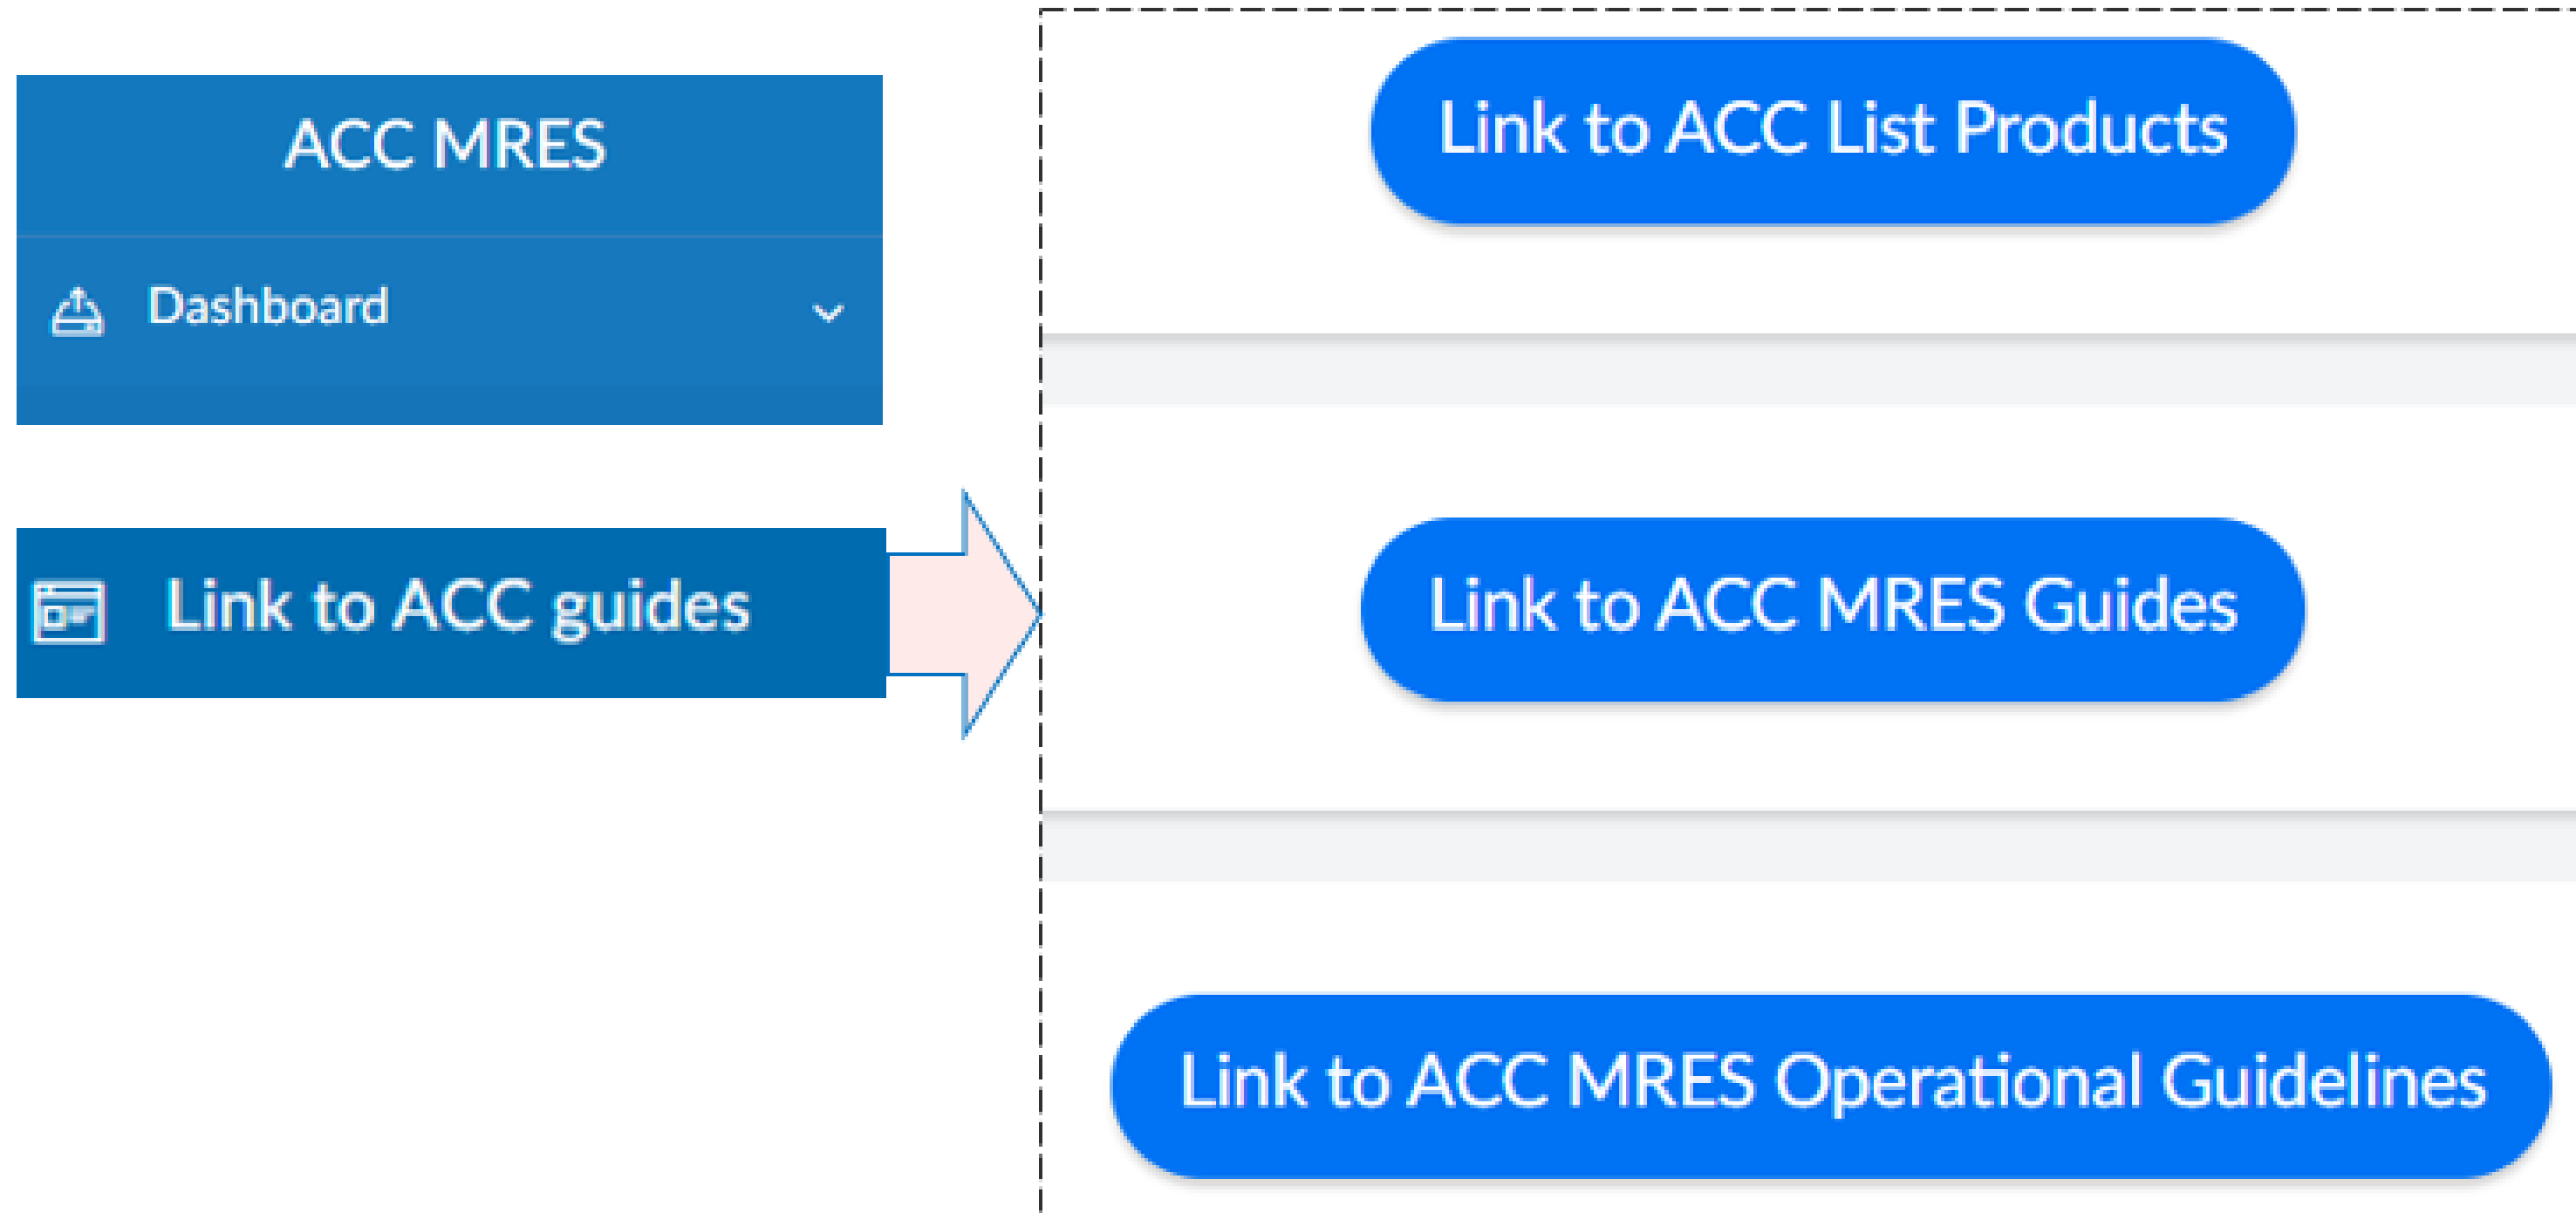 ACC MRES
Dashboard
Link to ACC guides
Link to ACC List Products
Link to ACC MRES Guides
Link to ACC MRES Operational Guidelines